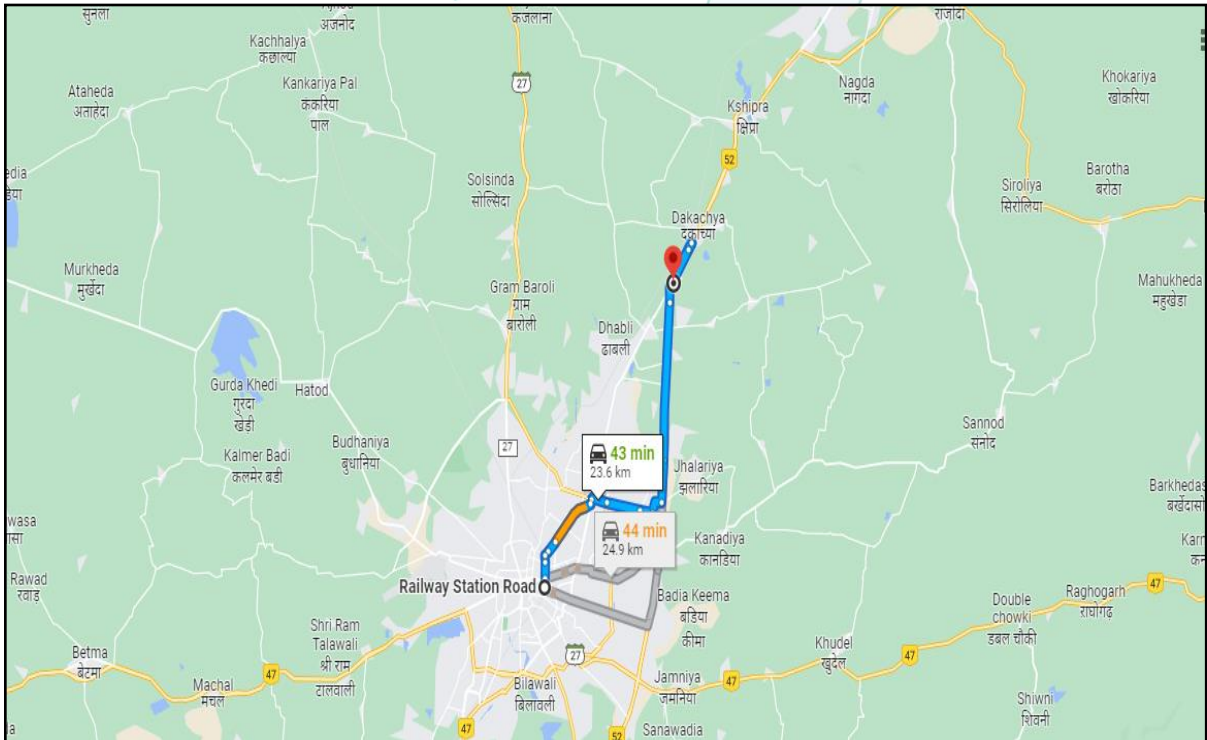 सुनला
अजनोद
कजलाना
राजोदा
Kachhalya
कछाल्या
27
Nagda
नागदा
Khokariya
खोकरिया
Ataheda
अताहेदा
Kankariya Pal
ककरिया
पाल
Kshipra
क्षिप्रा
52
Solsinda
सोल्सिंदा
Barotha
बरोठा
Siroliya
सिरोलिया
Dakachya
दकाच्या
Murkheda
मुर्खेदा
Mahukheda
महुखेडा
Gram Baroli
ग्राम
बारोली
Dhabli
ढाबली
Gurda Khedi
गुरदा
खेड़ी
Hatod
Sannod
संनोद
Budhaniya
बुधानिया
27
43 min
23.6 km
Kalmer Badi
कलमेर बडी
Jhalariya
झलारिया
Barkhedas
44 min
24.9 km
Kanadiya
कानडिया
Rawad
रवाड़
Railway Station Road
Badia Keema
बडिया
कीमा
Double
chowki
डबल चौकी
Raghogarh
राघोगढ़
47
Shri Ram
Talawali
श्री राम
टालवाली
Khudel
खुदेल
47
Betma
बेटमा
47
Machal
मचल
27
Bilawali
बिलावली
Jamniya
जमनिया
47
Shiwni
शिवनी
47
52
Sanawadia